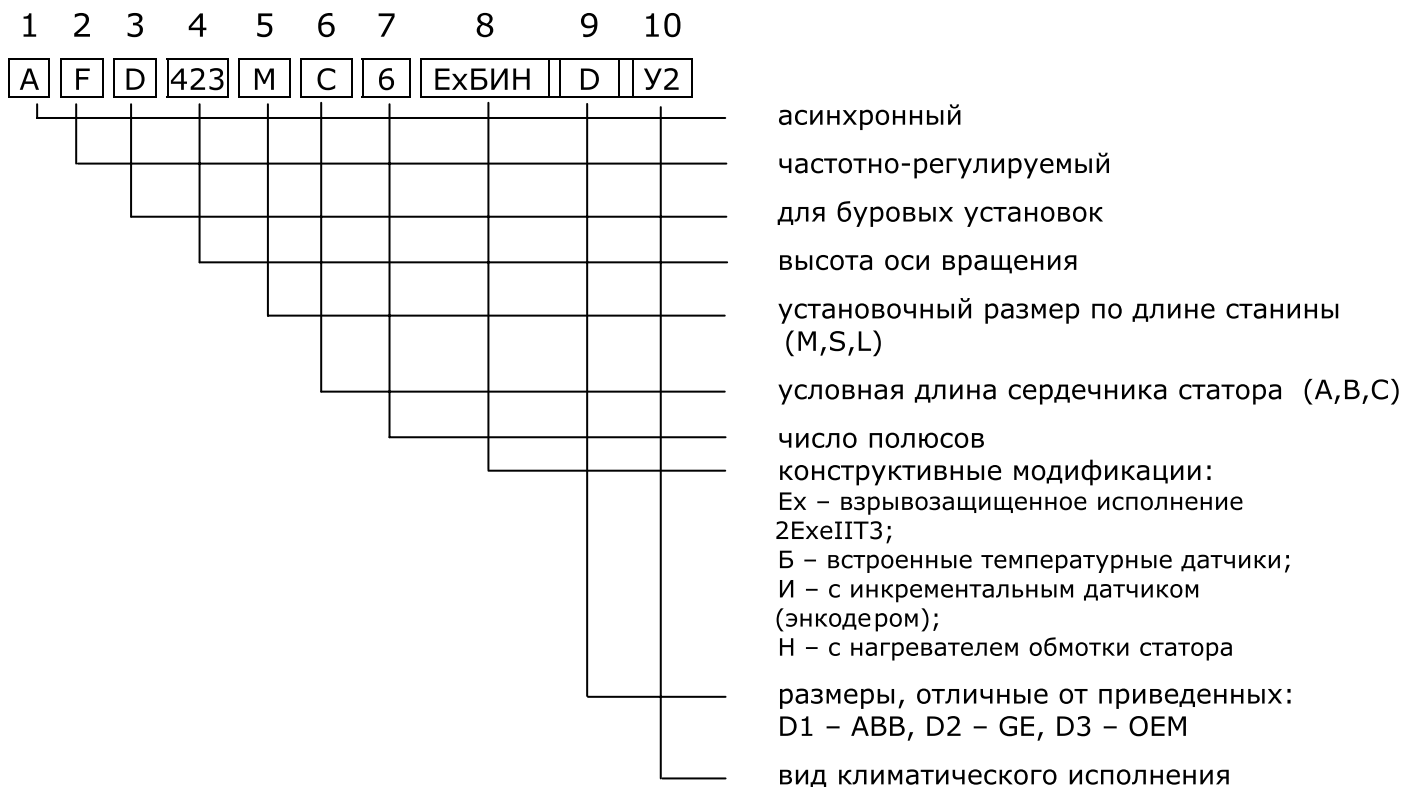 1 2 3 4 5 6 7 8 9 10
А F D 423 М С 6 ЕхБИН D У2
асинхронный
частотно-регулируемый
для буровых установок
высота оси вращения
установочный размер по длине станины
(M,S,L)
условная длина сердечника статора (А,В,С)
число полюсов
конструктивные модификации:
Ех – взрывозащищенное исполнение
2ЕхеIIТ3;
Б – встроенные температурные датчики;
И – с инкрементальным датчиком
(энкодером);
Н – с нагревателем обмотки статора
размеры, отличные от приведенных:
D1 – ABB, D2 – GE, D3 – OEM
вид климатического исполнения